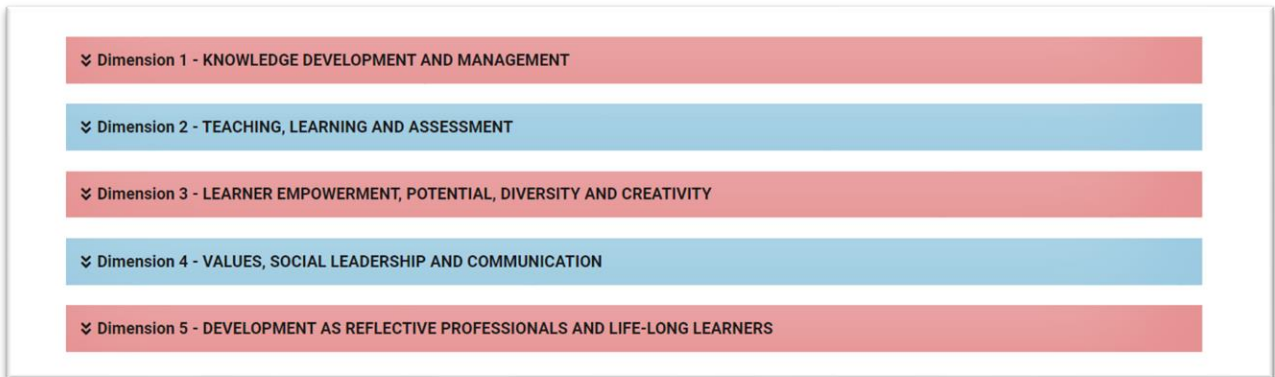 Dimension 1 - KNOWLEDGE DEVELOPMENT AND MANAGEMENT
Dimension 2 - TEACHING, LEARNING AND ASSESSMENT
Dimension 3 - LEARNER EMPOWERMENT, POTENTIAL, DIVERSITY AND CREATIVITY
Dimension 4 - VALUES, SOCIAL LEADERSHIP AND COMMUNICATION
Dimension 5 - DEVELOPMENT AS REFLECTIVE PROFESSIONALS AND LIFE-LONG LEARNERS